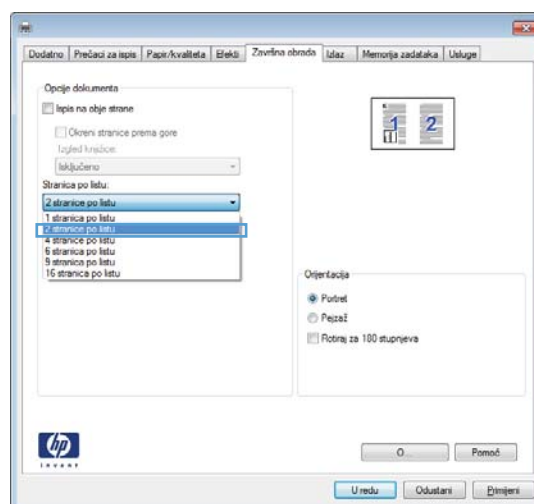 Dodatno Prečaci za ispis Papir/kvaliteta Efekti Završna obrada Izlaz Memorija zadataka Usluge
Opcije dokumenta
Ispis na obje strane
Okreni stranice prema gore
Izgled knjižice:
Isključeno
Stranica po listu:
2 stranice po listu
1 stranica po listu
2 stranice po listu
4 stranice po listu
6 stranica po listu
9 stranica po listu
16 stranica po listu
1 2
Orijentacija
Portret
Pejzaž
Rotiraj za 180 stupnjeva
hp
invent
O... Pomoć
U redu Odustani Primijeni